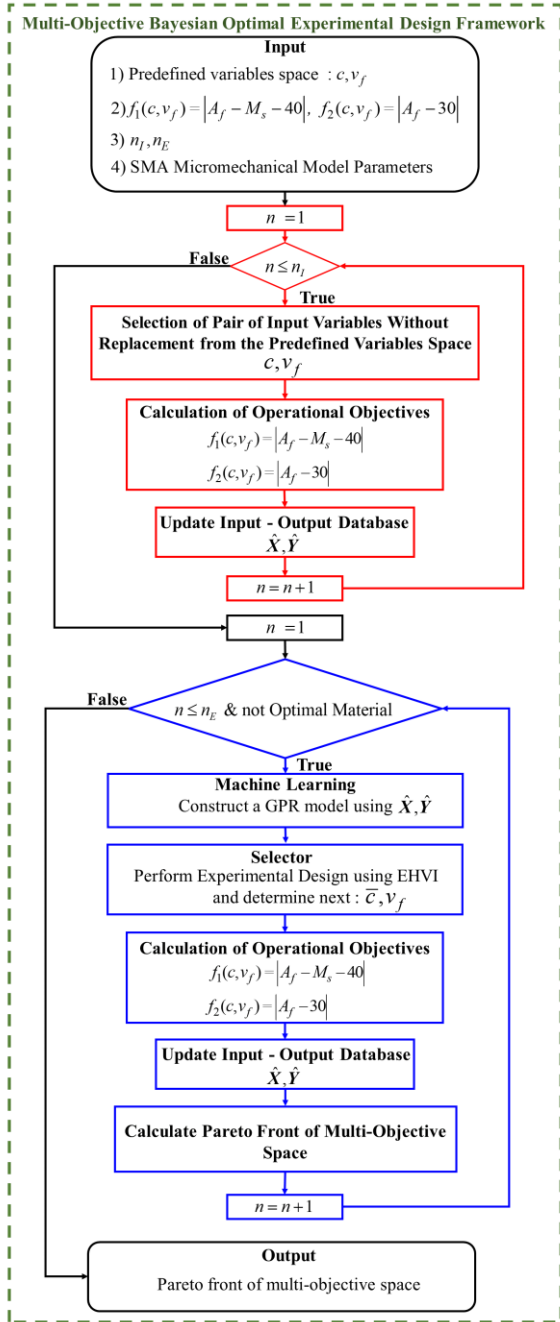 Multi-Objective Bayesian Optimal Experimental Design Framework
Input
1) Predefined variables space : c, v_f
2) f_1(c,v_f) = |A_f − M_s − 40|, f_2(c,v_f) = |A_f − 30|
3) n_I, n_E
4) SMA Micromechanical Model Parameters
n = 1
False
n ≤ n_I
True
Selection of Pair of Input Variables Without
Replacement from the Predefined Variables Space
c, v_f
Calculation of Operational Objectives
f_1(c,v_f) = |A_f − M_s − 40|
f_2(c,v_f) = |A_f − 30|
Update Input - Output Database
X̂, Ŷ
n = n+1
n = 1
False
n ≤ n_E & not Optimal Material
True
Machine Learning
Construct a GPR model using X̂, Ŷ
Selector
Perform Experimental Design using EHVI
and determine next : c̅, v_f
Calculation of Operational Objectives
f_1(c,v_f) = |A_f − M_s − 40|
f_2(c,v_f) = |A_f − 30|
Update Input - Output Database
X̂, Ŷ
Calculate Pareto Front of Multi-Objective
Space
n = n+1
Output
Pareto front of multi-objective space